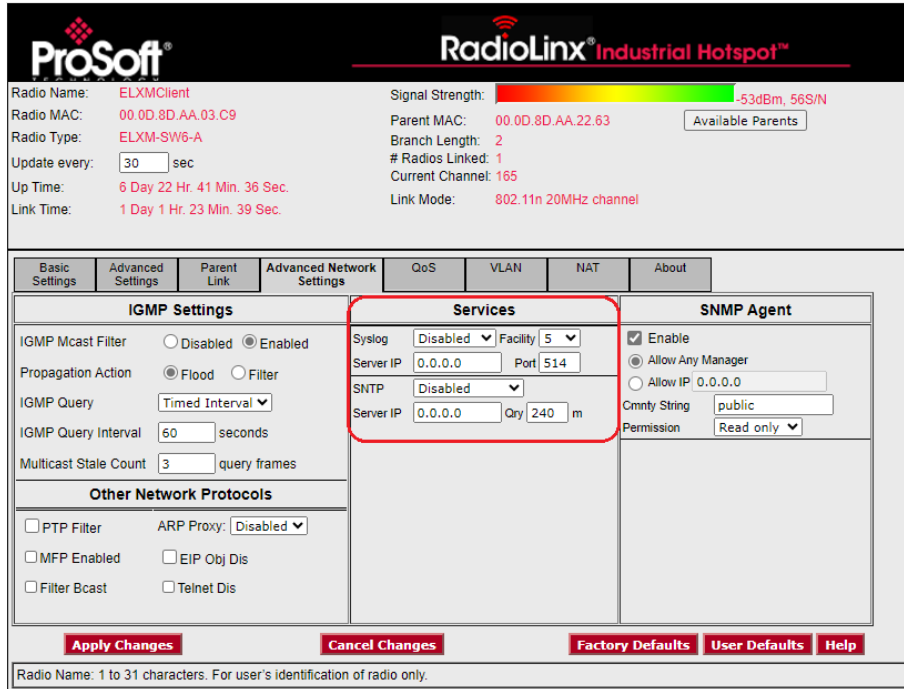 ProSoft®
TECHNOLOGY
RadioLinx® Industrial Hotspot™
Radio Name: ELXMClient
Radio MAC: 00.0D.8D.AA.03.C9
Radio Type: ELXM-SW6-A
Update every: 30 sec
Up Time: 6 Day 22 Hr. 41 Min. 36 Sec.
Link Time: 1 Day 1 Hr. 23 Min. 39 Sec.
Signal Strength: -53dBm, 56S/N
Parent MAC: 00.0D.8D.AA.22.63 Available Parents
Branch Length: 2
# Radios Linked: 1
Current Channel: 165
Link Mode: 802.11n 20MHz channel
Basic Settings
Advanced Settings
Parent Link
Advanced Network Settings
QoS
VLAN
NAT
About
IGMP Settings
IGMP Mcast Filter Disabled Enabled
Propagation Action Flood Filter
IGMP Query Timed Interval
IGMP Query Interval 60 seconds
Multicast Stale Count 3 query frames
Other Network Protocols
PTP Filter ARP Proxy: Disabled
MFP Enabled EIP Obj Dis
Filter Bcast Telnet Dis
Services
Syslog Disabled Facility 5
Server IP 0.0.0.0 Port 514
SNTP Disabled
Server IP 0.0.0.0 Qry 240 m
SNMP Agent
Enable
Allow Any Manager
Allow IP 0.0.0.0
Cmnty String public
Permission Read only
Apply Changes Cancel Changes Factory Defaults User Defaults Help
Radio Name: 1 to 31 characters. For user's identification of radio only.